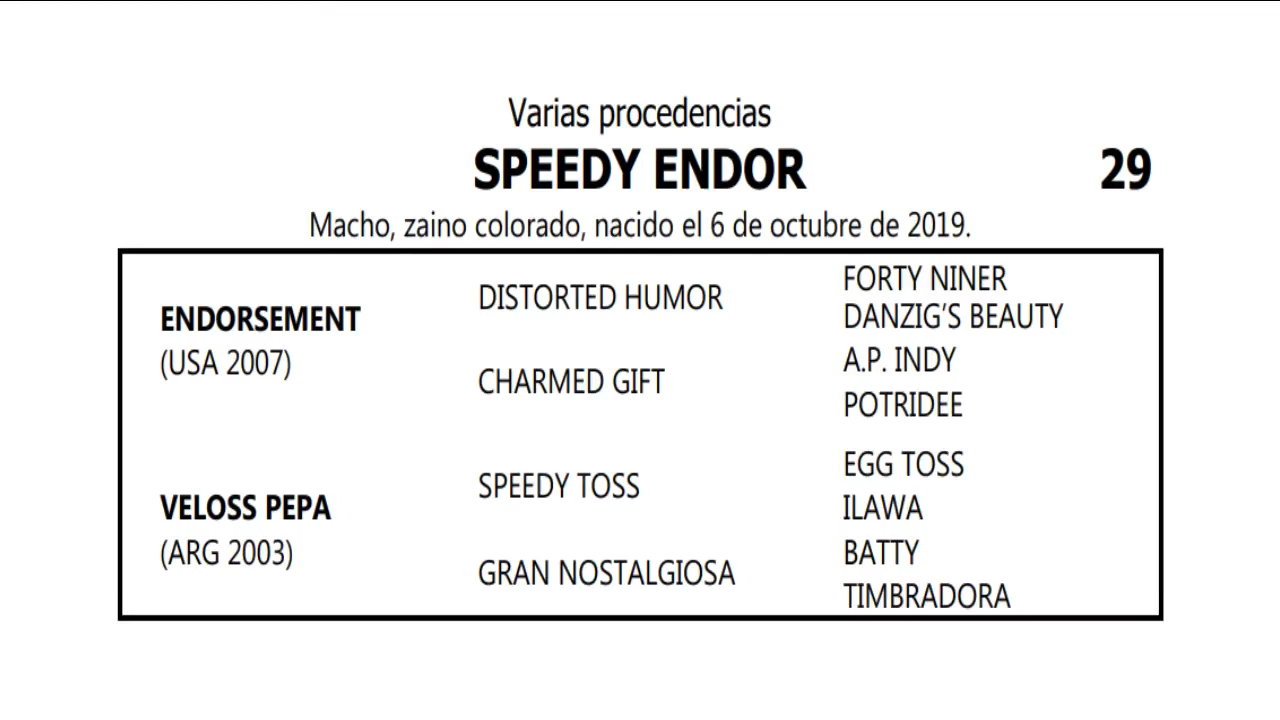 Varias procedencias
SPEEDY ENDOR 29
Macho, zaino colorado, nacido el 6 de octubre de 2019.
ENDORSEMENT
(USA 2007)
DISTORTED HUMOR
CHARMED GIFT
FORTY NINER
DANZIG’S BEAUTY
A.P. INDY
POTRIDEE
VELOSS PEPA
(ARG 2003)
SPEEDY TOSS
GRAN NOSTALGIOSA
EGG TOSS
ILAWA
BATTY
TIMBRADORA